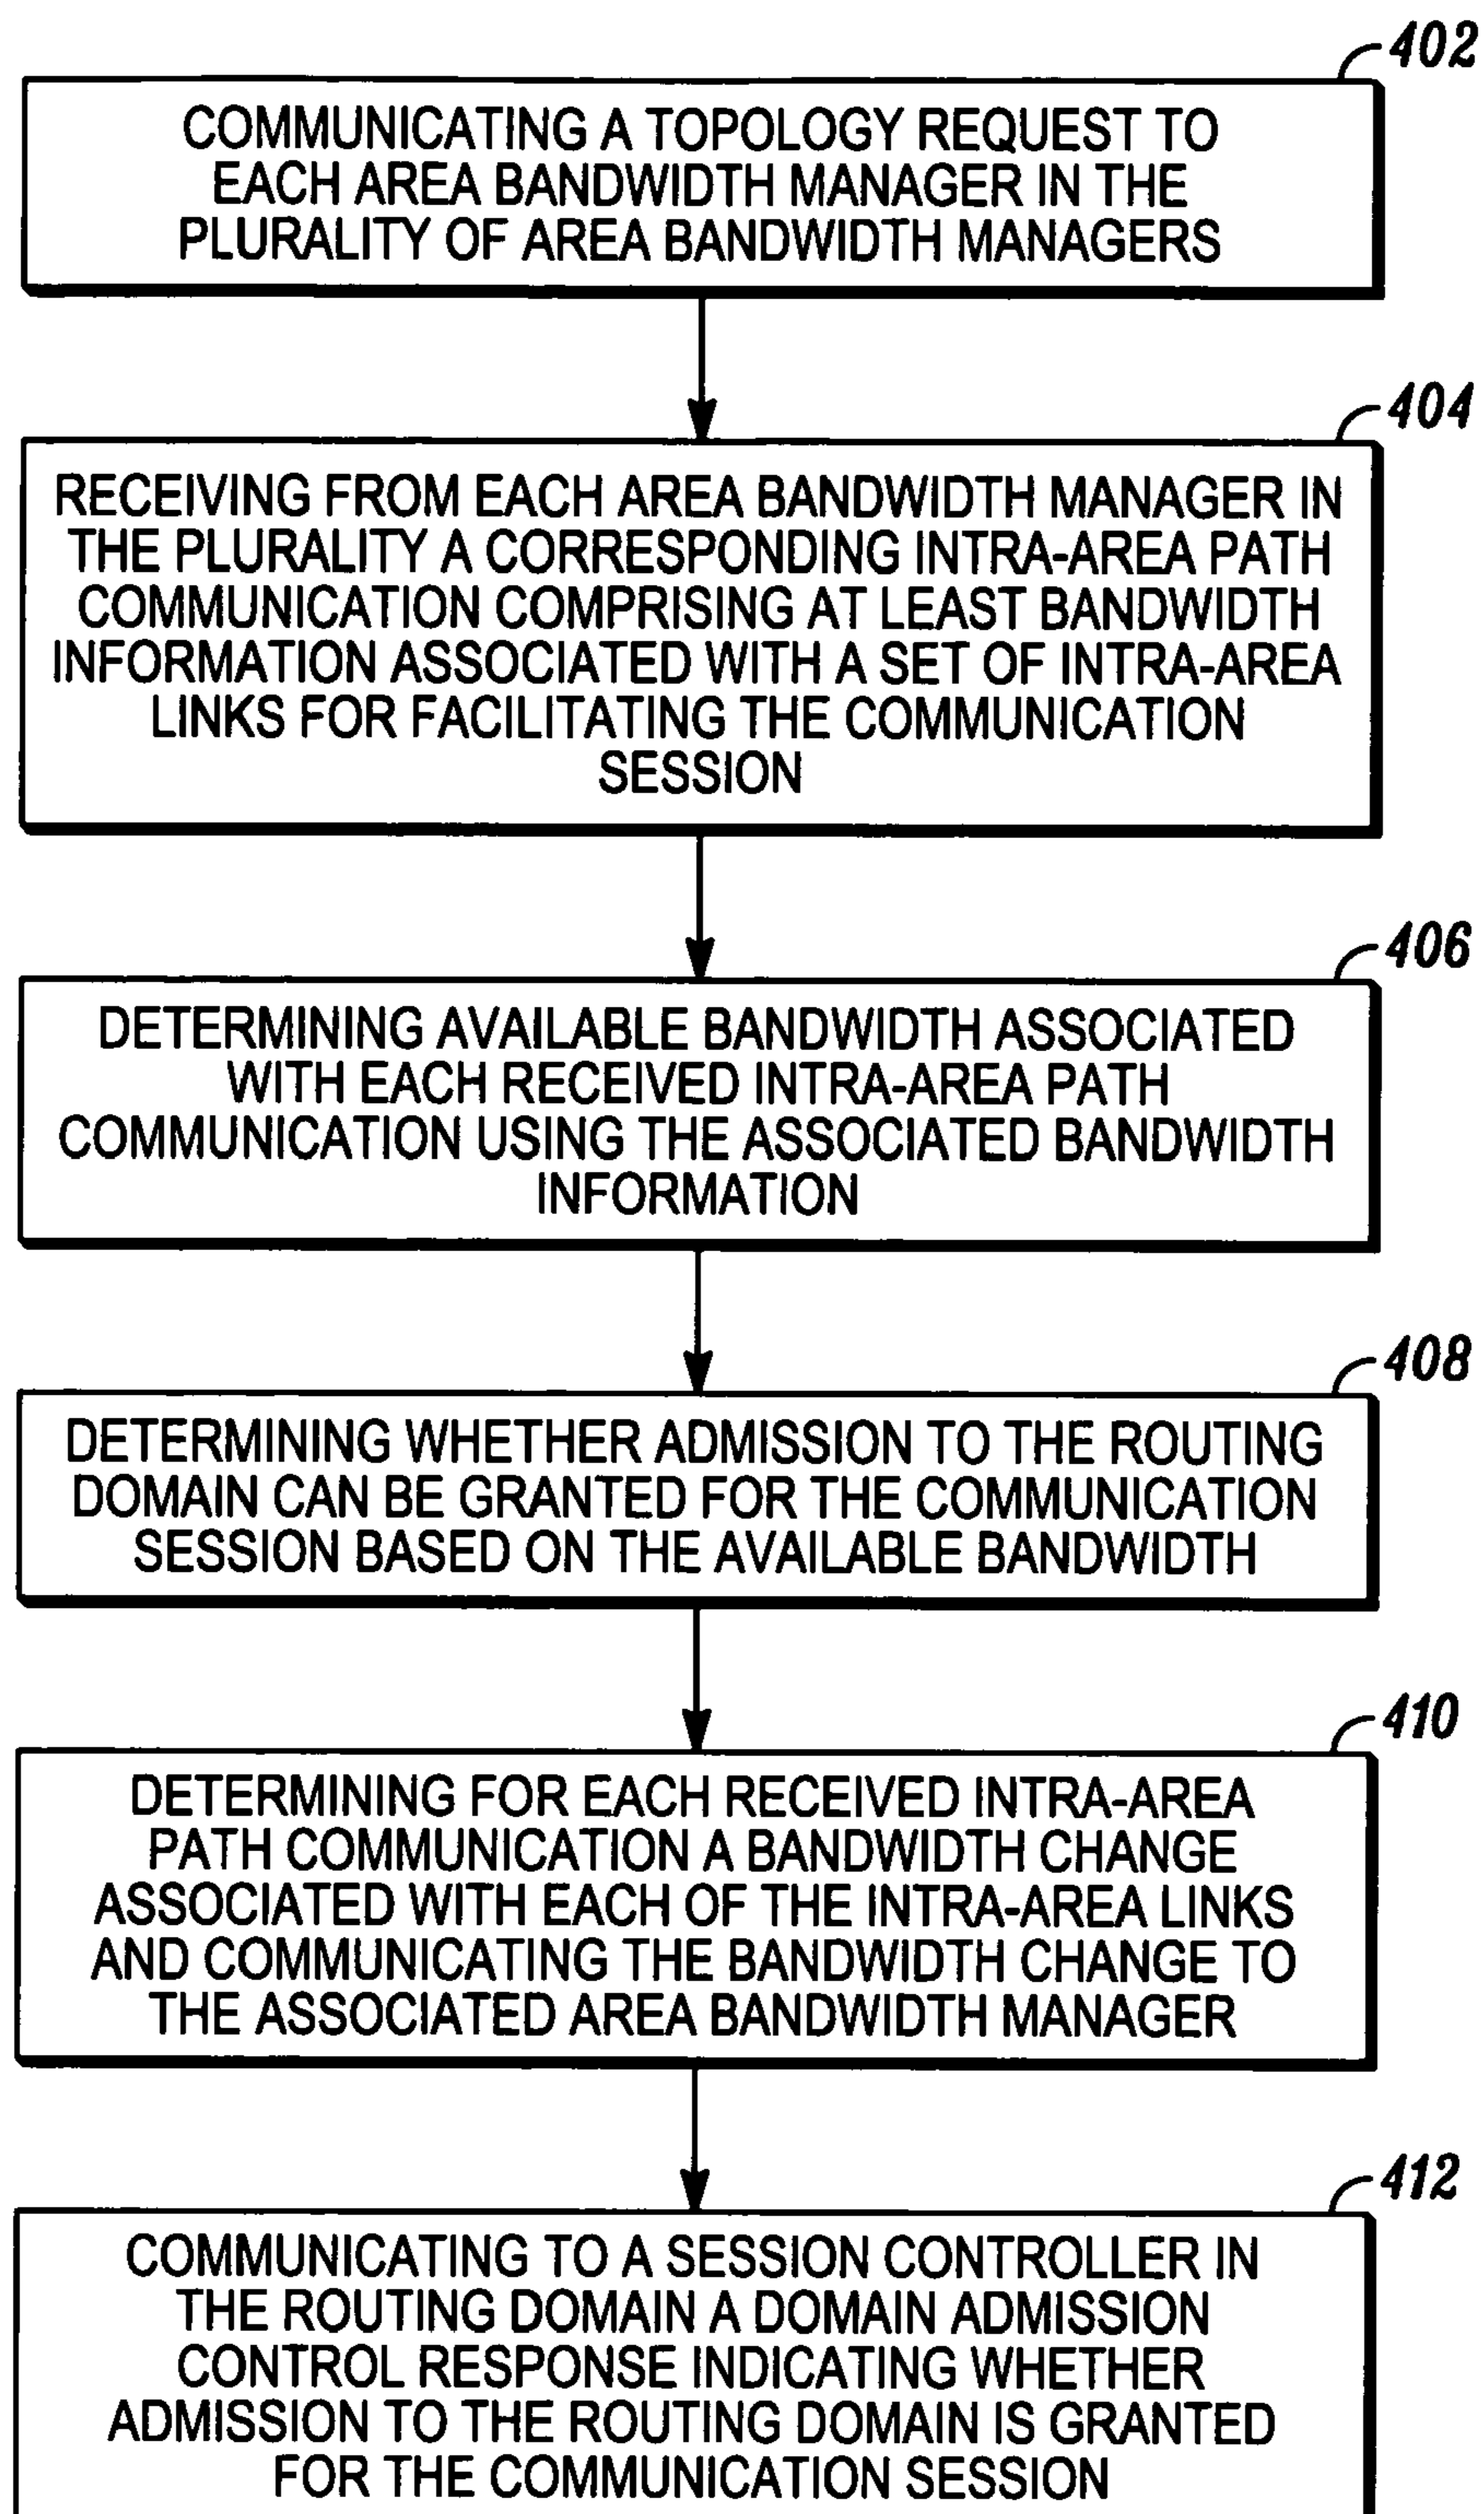 402
COMMUNICATING A TOPOLOGY REQUEST TO
EACH AREA BANDWIDTH MANAGER IN THE
PLURALITY OF AREA BANDWIDTH MANAGERS
404
RECEIVING FROM EACH AREA BANDWIDTH MANAGER IN
THE PLURALITY A CORRESPONDING INTRA-AREA PATH
COMMUNICATION COMPRISING AT LEAST BANDWIDTH
INFORMATION ASSOCIATED WITH A SET OF INTRA-AREA
LINKS FOR FACILITATING THE COMMUNICATION
SESSION
406
DETERMINING AVAILABLE BANDWIDTH ASSOCIATED
WITH EACH RECEIVED INTRA-AREA PATH
COMMUNICATION USING THE ASSOCIATED BANDWIDTH
INFORMATION
408
DETERMINING WHETHER ADMISSION TO THE ROUTING
DOMAIN CAN BE GRANTED FOR THE COMMUNICATION
SESSION BASED ON THE AVAILABLE BANDWIDTH
410
DETERMINING FOR EACH RECEIVED INTRA-AREA
PATH COMMUNICATION A BANDWIDTH CHANGE
ASSOCIATED WITH EACH OF THE INTRA-AREA LINKS
AND COMMUNICATING THE BANDWIDTH CHANGE TO
THE ASSOCIATED AREA BANDWIDTH MANAGER
412
COMMUNICATING TO A SESSION CONTROLLER IN
THE ROUTING DOMAIN A DOMAIN ADMISSION
CONTROL RESPONSE INDICATING WHETHER
ADMISSION TO THE ROUTING DOMAIN IS GRANTED
FOR THE COMMUNICATION SESSION